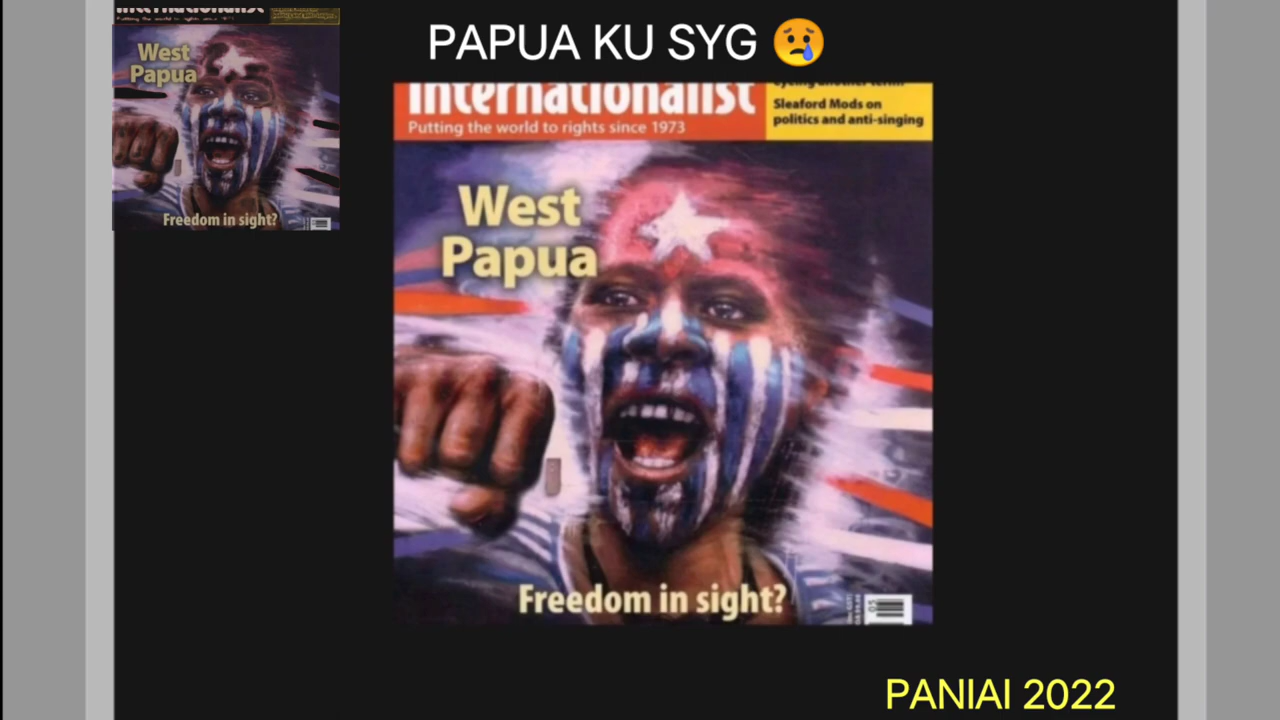 PAPUA KU SYG 😢
Internationalist
Putting the world to rights since 1973
Sleaford Mods on
politics and anti-singing
West
Papua
Freedom in sight?
West
Papua
Freedom in sight?
PANIAI 2022